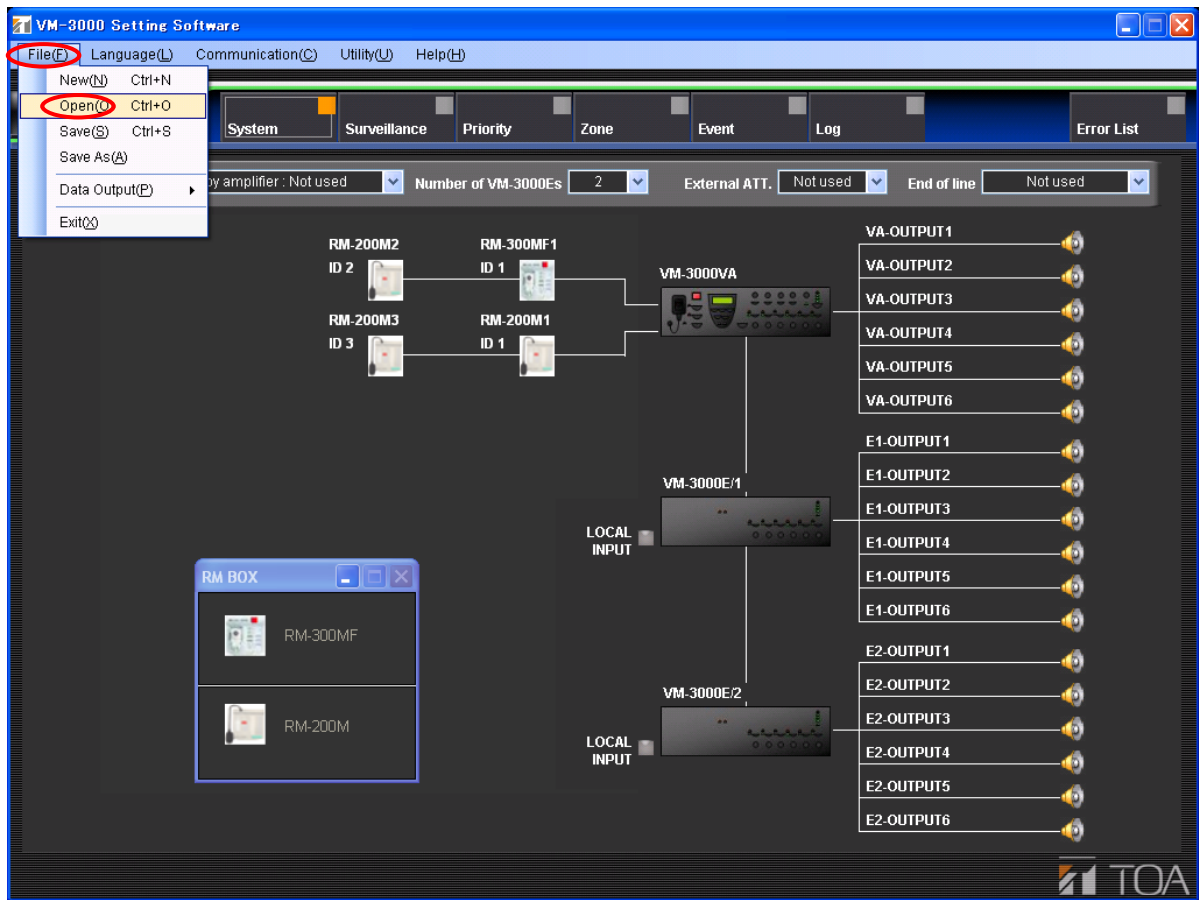 VM-3000 Setting Software
File(F) Language(L) Communication(C) Utility(U) Help(H)
New(N) Ctrl+N
Open(O) Ctrl+O
Save(S) Ctrl+S
Save As(A)
Data Output(P)
Exit(X)
System Surveillance Priority Zone Event Log Error List
by amplifier : Not used Number of VM-3000Es 2 External ATT. Not used End of line Not used
RM-200M2
ID 2
RM-300MF1
ID 1
RM-200M3
ID 3
RM-200M1
ID 1
VM-3000VA
VA-OUTPUT1
VA-OUTPUT2
VA-OUTPUT3
VA-OUTPUT4
VA-OUTPUT5
VA-OUTPUT6
VM-3000E/1
LOCAL
INPUT
E1-OUTPUT1
E1-OUTPUT2
E1-OUTPUT3
E1-OUTPUT4
E1-OUTPUT5
E1-OUTPUT6
RM BOX
RM-300MF
RM-200M
VM-3000E/2
LOCAL
INPUT
E2-OUTPUT1
E2-OUTPUT2
E2-OUTPUT3
E2-OUTPUT4
E2-OUTPUT5
E2-OUTPUT6
TOA